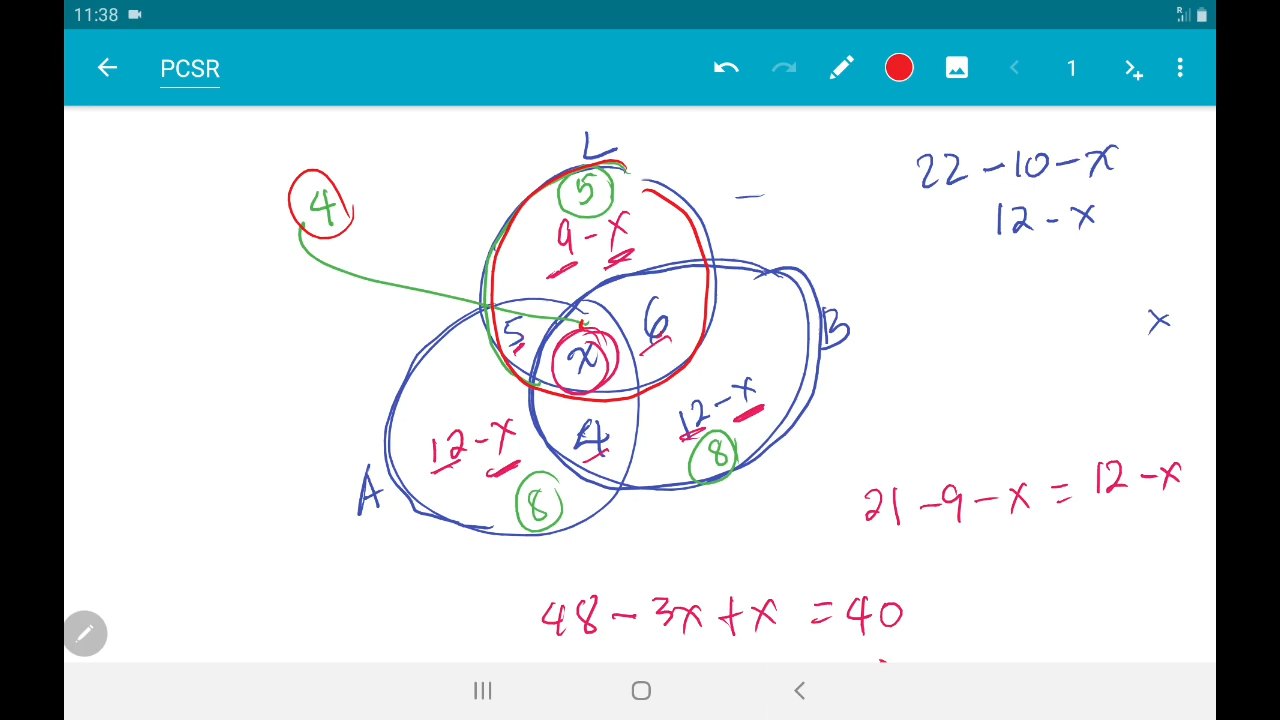 11:38
R
PCSR
1
L
22 - 10 - x
12 - x
4
5
9 - x
5
x
6
B
x
12 - x
4
12 - x
8
8
A
21 - 9 - x = 12 - x
48 - 3x + x = 40